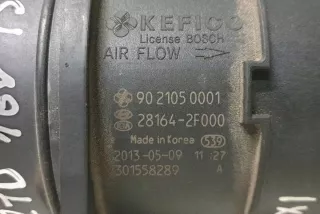 KEFICO
License BOSCH
AIR FLOW
90 2105 0001
28164-2F000
Made in Korea 539
2013-05-09 11:27
301558289 A